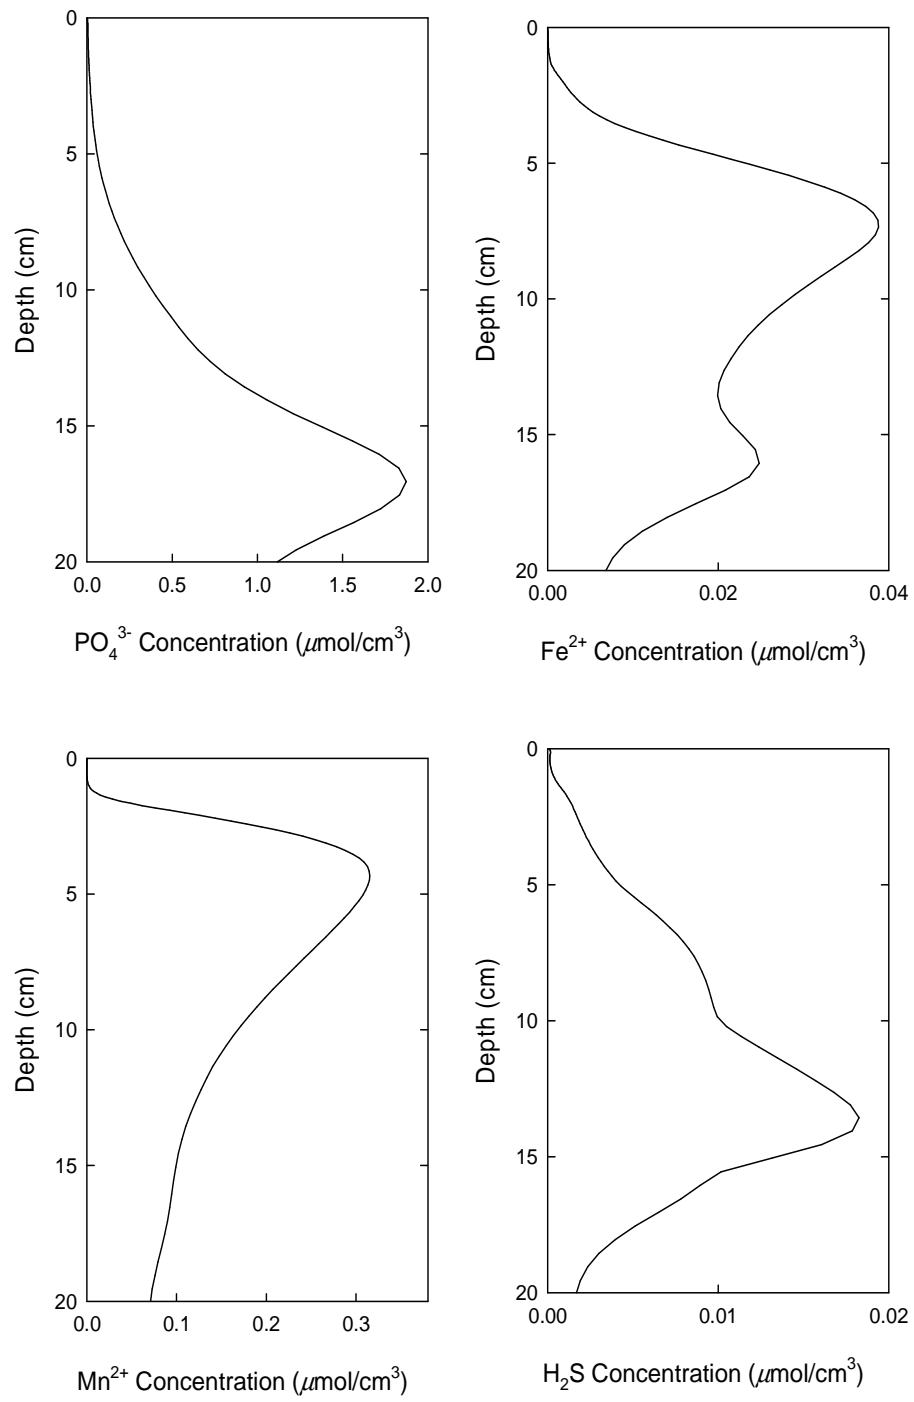 0
5
10
15
20
Depth (cm)
0.0 0.5 1.0 1.5 2.0
PO₄³⁻ Concentration (μmol/cm³)
0
5
10
15
20
Depth (cm)
0.00 0.02 0.04
Fe²⁺ Concentration (μmol/cm³)
0
5
10
15
20
Depth (cm)
0.0 0.1 0.2 0.3
Mn²⁺ Concentration (μmol/cm³)
0
5
10
15
20
Depth (cm)
0.00 0.01 0.02
H₂S Concentration (μmol/cm³)